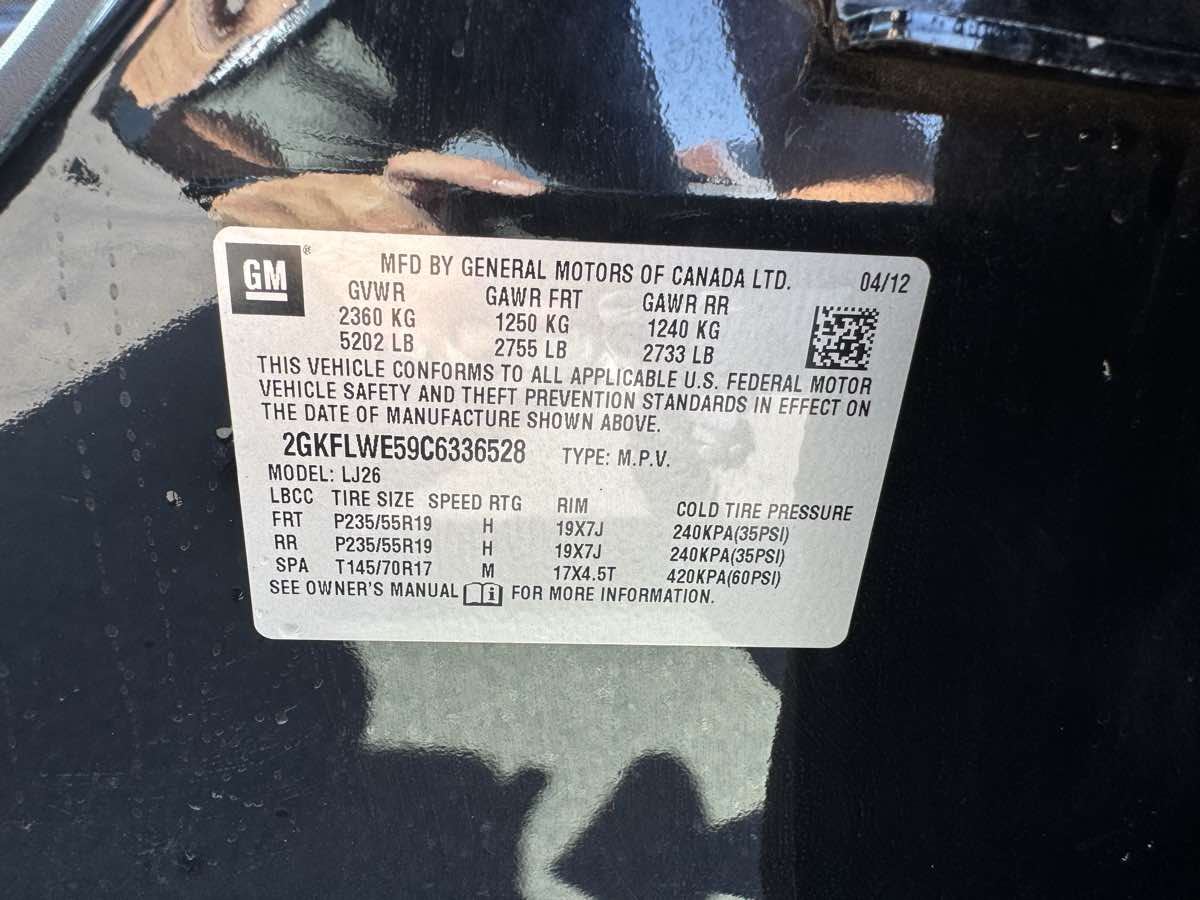 GM® MFD BY GENERAL MOTORS OF CANADA LTD. 04/12
GVWR GAWR FRT GAWR RR
2360 KG 1250 KG 1240 KG
5202 LB 2755 LB 2733 LB
THIS VEHICLE CONFORMS TO ALL APPLICABLE U.S. FEDERAL MOTOR
VEHICLE SAFETY AND THEFT PREVENTION STANDARDS IN EFFECT ON
THE DATE OF MANUFACTURE SHOWN ABOVE.
2GKFLWE59C6336528 TYPE: M.P.V.
MODEL: LJ26
LBCC TIRE SIZE SPEED RTG RIM COLD TIRE PRESSURE
FRT P235/55R19 H 19X7J 240KPA(35PSI)
RR P235/55R19 H 19X7J 240KPA(35PSI)
SPA T145/70R17 M 17X4.5T 420KPA(60PSI)
SEE OWNER'S MANUAL i FOR MORE INFORMATION.